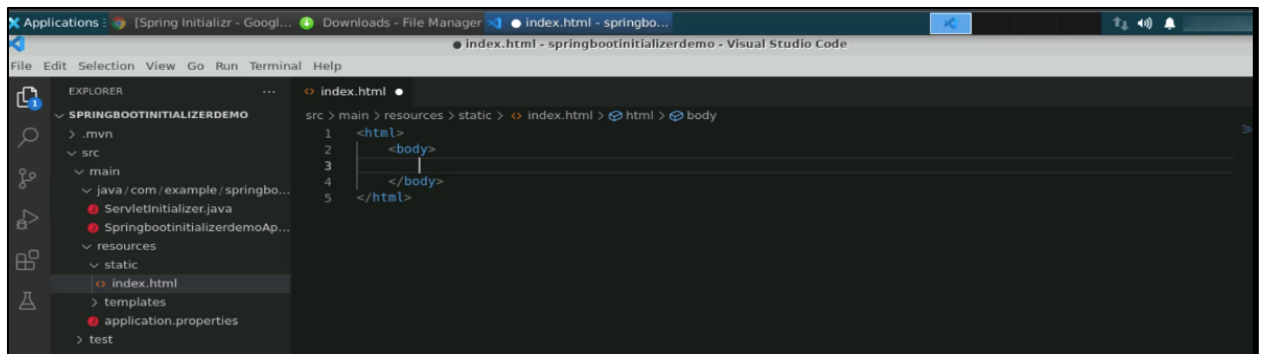 Applications [Spring Initializr - Googl... Downloads - File Manager index.html - springbo...
index.html - springbootinitializerdemo - Visual Studio Code
File Edit Selection View Go Run Terminal Help
EXPLORER ... index.html
SPRINGBOOTINITIALIZERDEMO src > main > resources > static > index.html > html > body
> .mvn 1 <html>
src 2 <body>
main 3
java/com/example/springbo... 4 </body>
ServletInitializer.java 5 </html>
SpringbootinitializerdemoAp...
resources
static
index.html
> templates
application.properties
> test
1